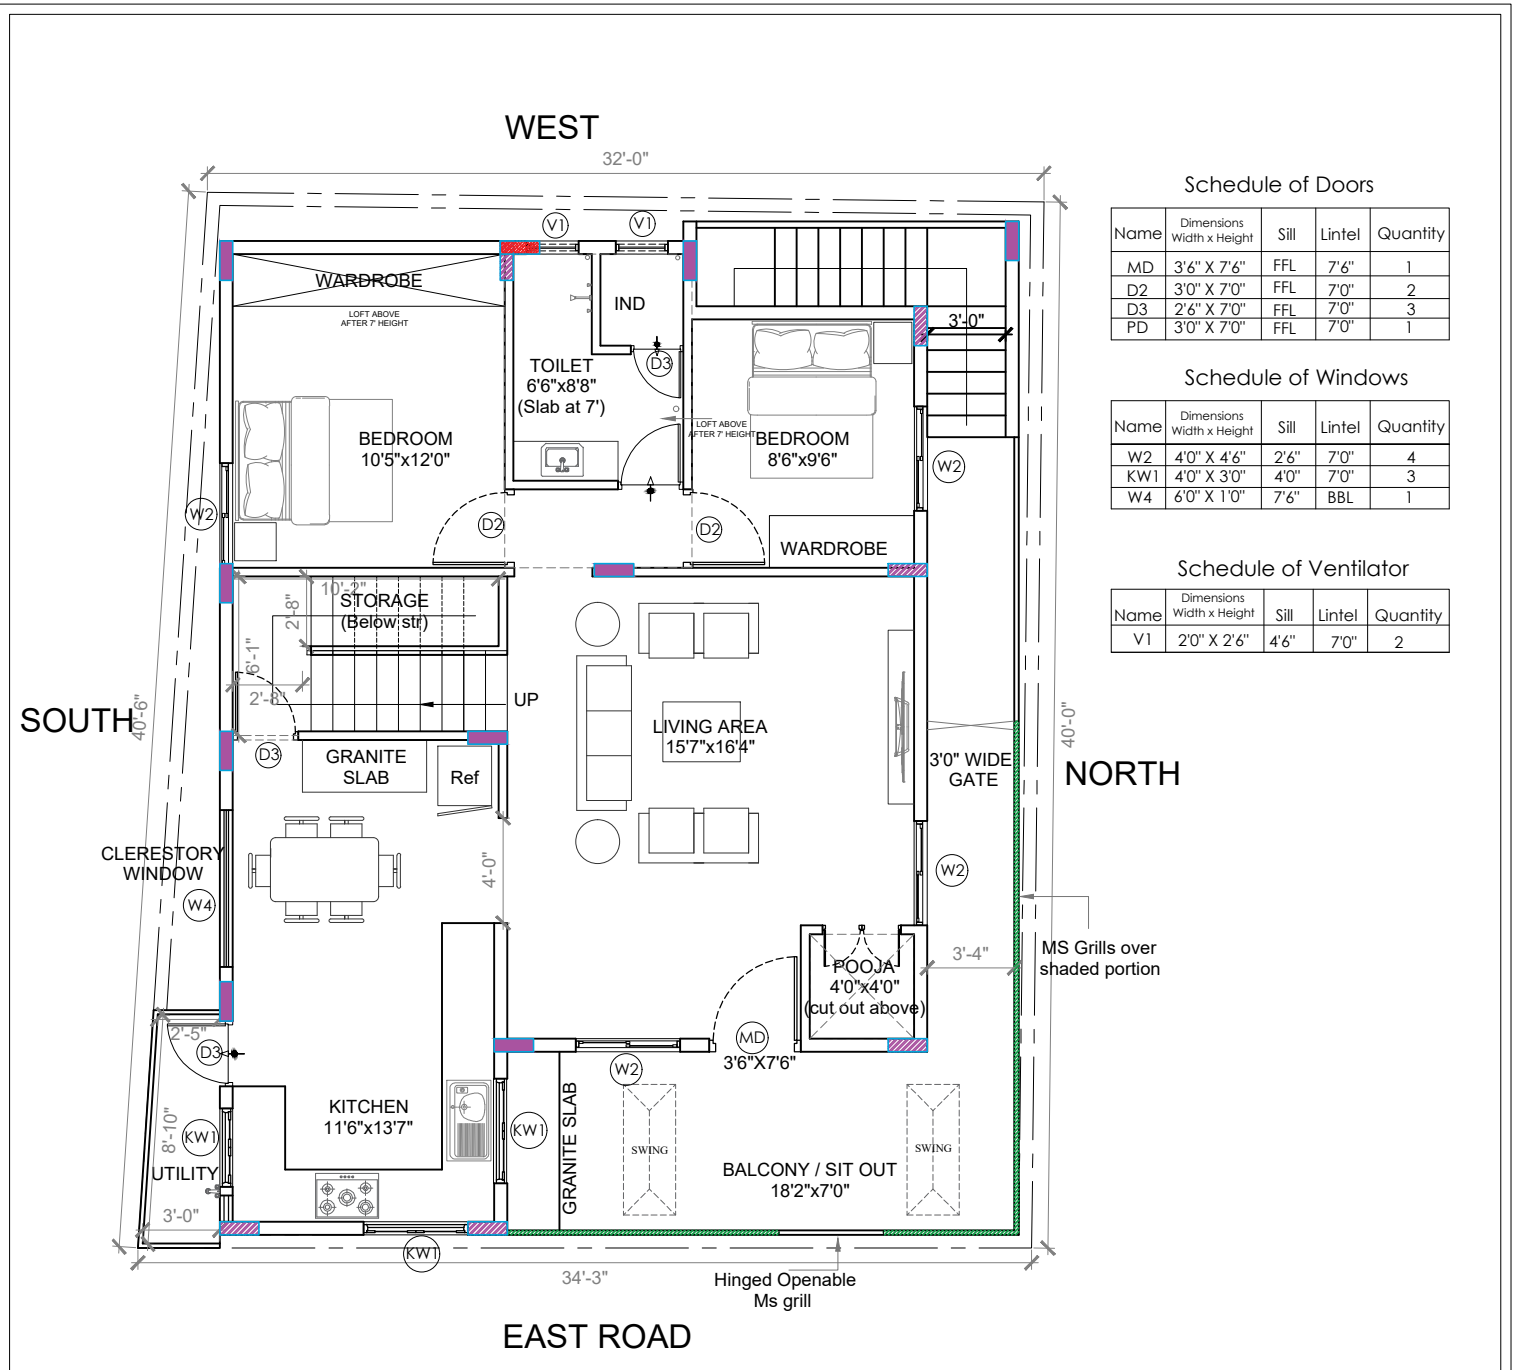 WEST
32'-0"
V1
V1
WARDROBE
LOFT ABOVE
AFTER 7' HEIGHT
IND
TOILET
6'6"x8'8"
(Slab at 7')
D3
3'-0"
LOFT ABOVE
AFTER 7' HEIGHT
BEDROOM
10'5"x12'0"
BEDROOM
8'6"x9'6"
W2
W2
D2
D2
WARDROBE
10'-2"
STORAGE
(Below str)
2'-8"
6'-1"
2'-8"
UP
SOUTH
40'-6"
D3
GRANITE
SLAB
Ref
LIVING AREA
15'7"x16'4"
3'0" WIDE
GATE
40'-0"
NORTH
CLERESTORY
WINDOW
W4
4'-0"
W2
3'-4"
MS Grills over
shaded portion
POOJA
4'0"x4'0"
(cut out above)
MD
3'6"X7'6"
W2
2'-5"
D3
8'-10"
KW1
UTILITY
3'-0"
KITCHEN
11'6"x13'7"
KW1
GRANITE SLAB
SWING
SWING
BALCONY / SIT OUT
18'2"x7'0"
KW1
34'-3"
Hinged Openable
Ms grill
EAST ROAD
Schedule of Doors
Name Dimensions Width x Height Sill Lintel Quantity
MD 3'6" X 7'6" FFL 7'6" 1
D2 3'0" X 7'0" FFL 7'0" 2
D3 2'6" X 7'0" FFL 7'0" 3
PD 3'0" X 7'0" FFL 7'0" 1
Schedule of Windows
Name Dimensions Width x Height Sill Lintel Quantity
W2 4'0" X 4'6" 2'6" 7'0" 4
KW1 4'0" X 3'0" 4'0" 7'0" 3
W4 6'0" X 1'0" 7'6" BBL 1
Schedule of Ventilator
Name Dimensions Width x Height Sill Lintel Quantity
V1 2'0" X 2'6" 4'6" 7'0" 2